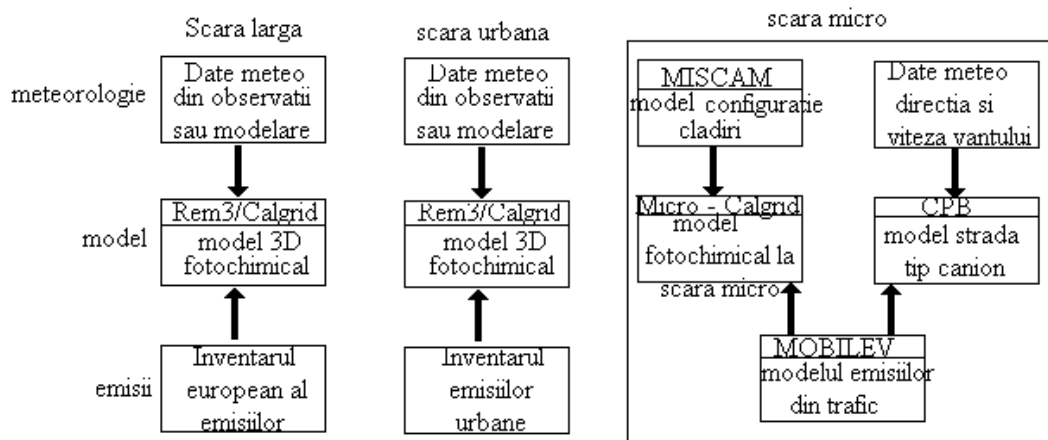 Scara larga
scara urbana
scara micro
meteorologie
Date meteo
din observatii
sau modelare
Date meteo
din observatii
sau modelare
MISCAM
model configuratie
cladiri
Date meteo
directia si
viteza vantului
model
Rem3/Calgrid
model 3D
fotochimical
Rem3/Calgrid
model 3D
fotochimical
Micro - Calgrid
model
fotochimical la
scara micro
CPB
model strada
tip canion
emisii
Inventarul
european al
emisiilor
Inventarul
emisiilor
urbane
MOBILEV
modelul emisiilor
din trafic